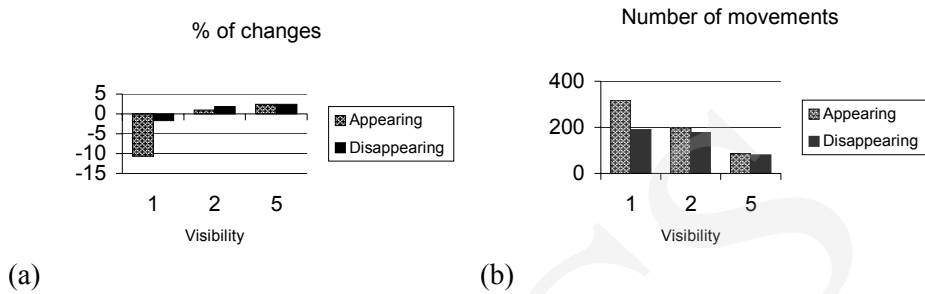 % of changes
5
0
-5
-10
-15
1 2 5
Visibility
Appearing
Disappearing
(a)
Number of movements
400
200
0
1 2 5
Visibility
Appearing
Disappearing
(b)